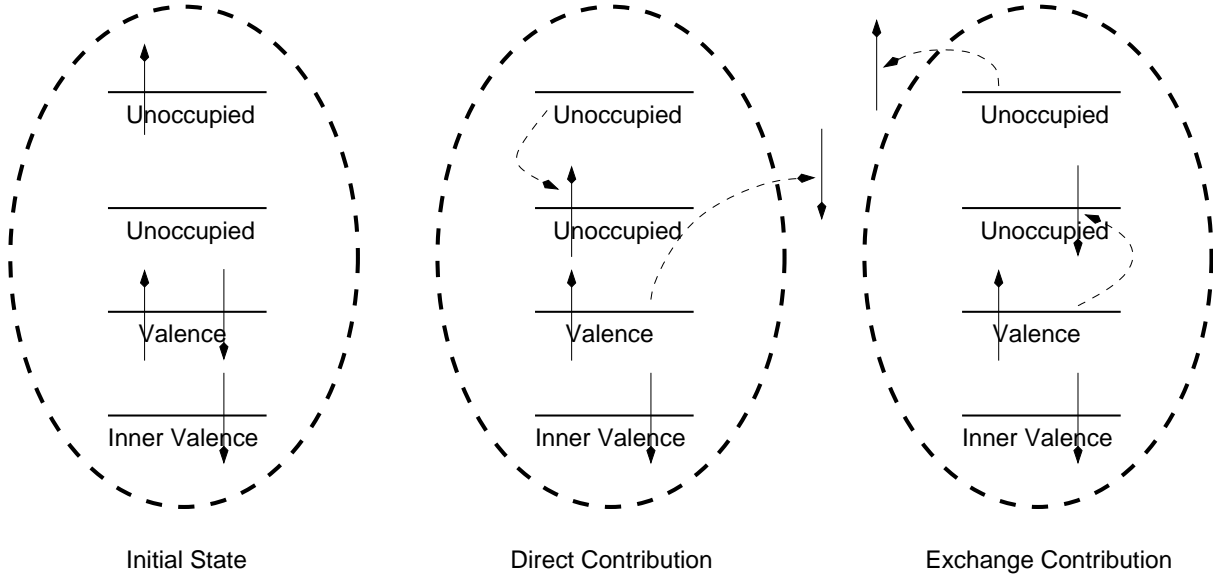 Unoccupied
Unoccupied
Valence
Inner Valence
Initial State
Unoccupied
Unoccupied
Valence
Inner Valence
Direct Contribution
Unoccupied
Unoccupied
Valence
Inner Valence
Exchange Contribution